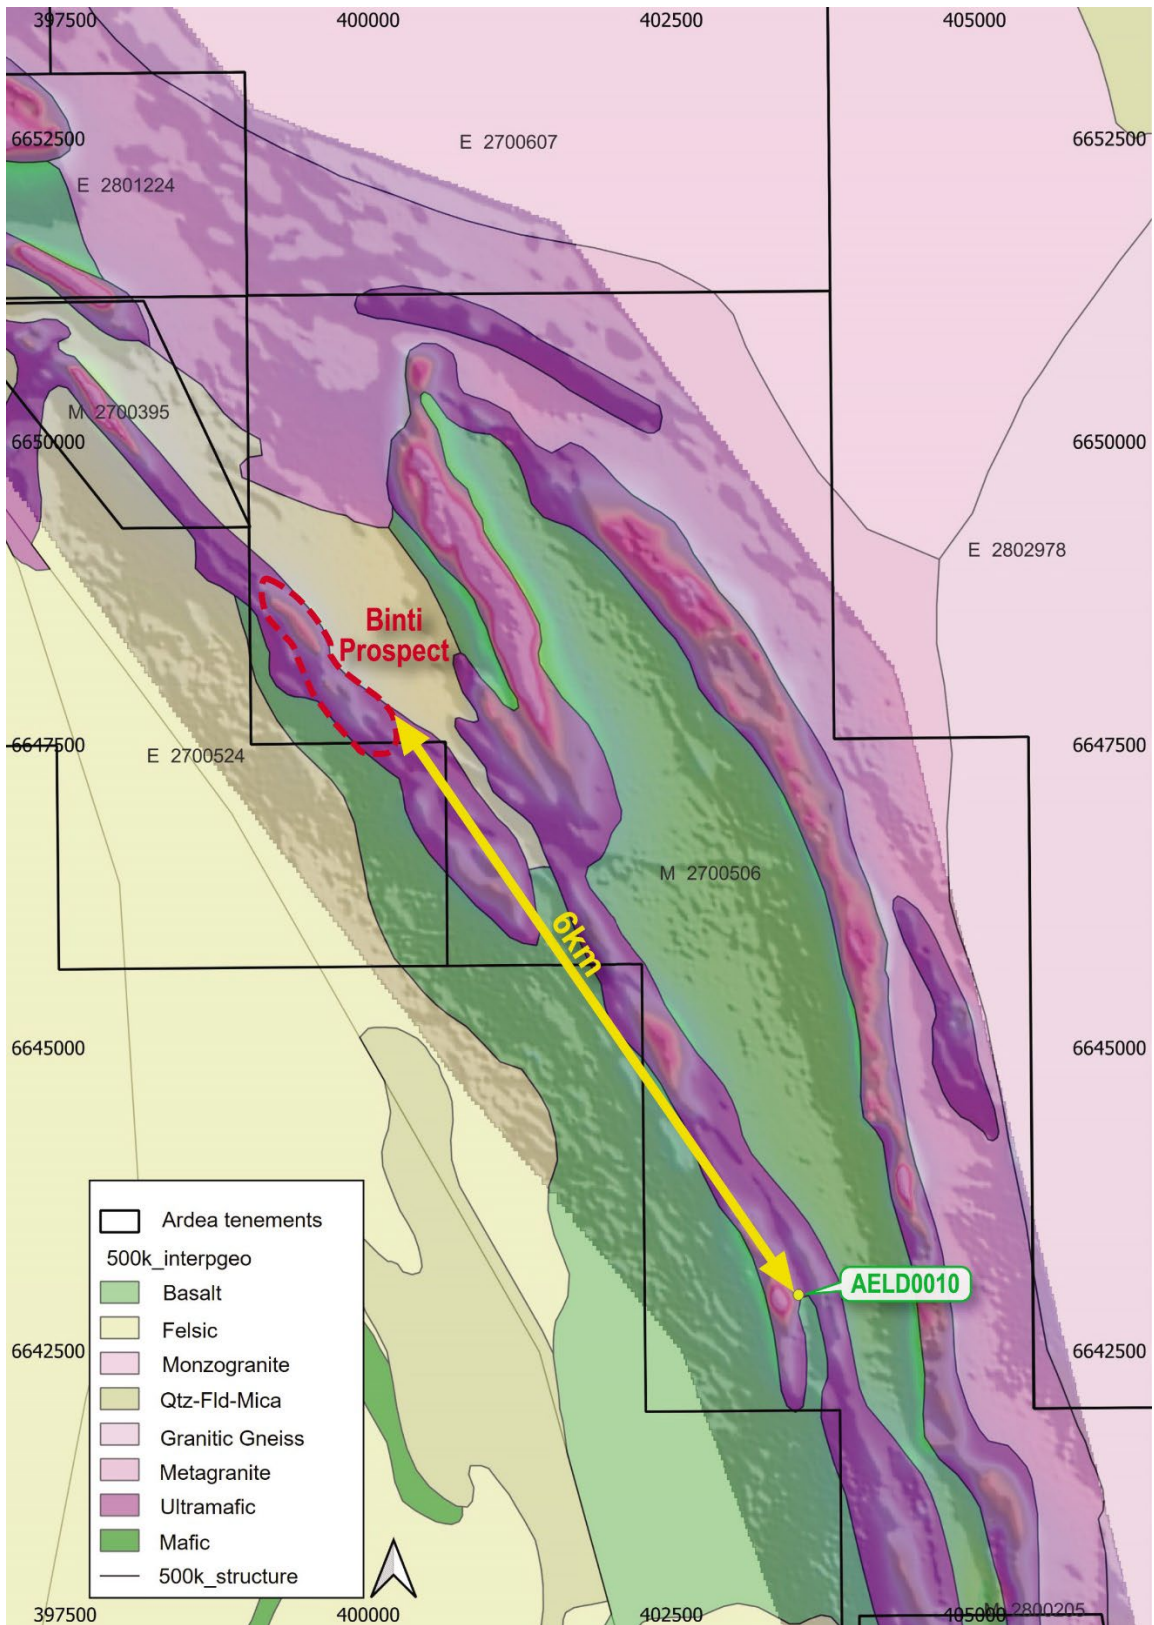 397500
400000
402500
405000
6652500
6652500
E 2700607
E 2801224
M 2700395
6650000
6650000
E 2802978
Binti
Prospect
6647500
6647500
E 2700524
M 2700506
6km
6645000
6645000
AELD0010
6642500
6642500
Ardea tenements
500k_interpgeo
Basalt
Felsic
Monzogranite
Qtz-Fld-Mica
Granitic Gneiss
Metagranite
Ultramafic
Mafic
500k_structure
M 2800205
397500
400000
402500
405000